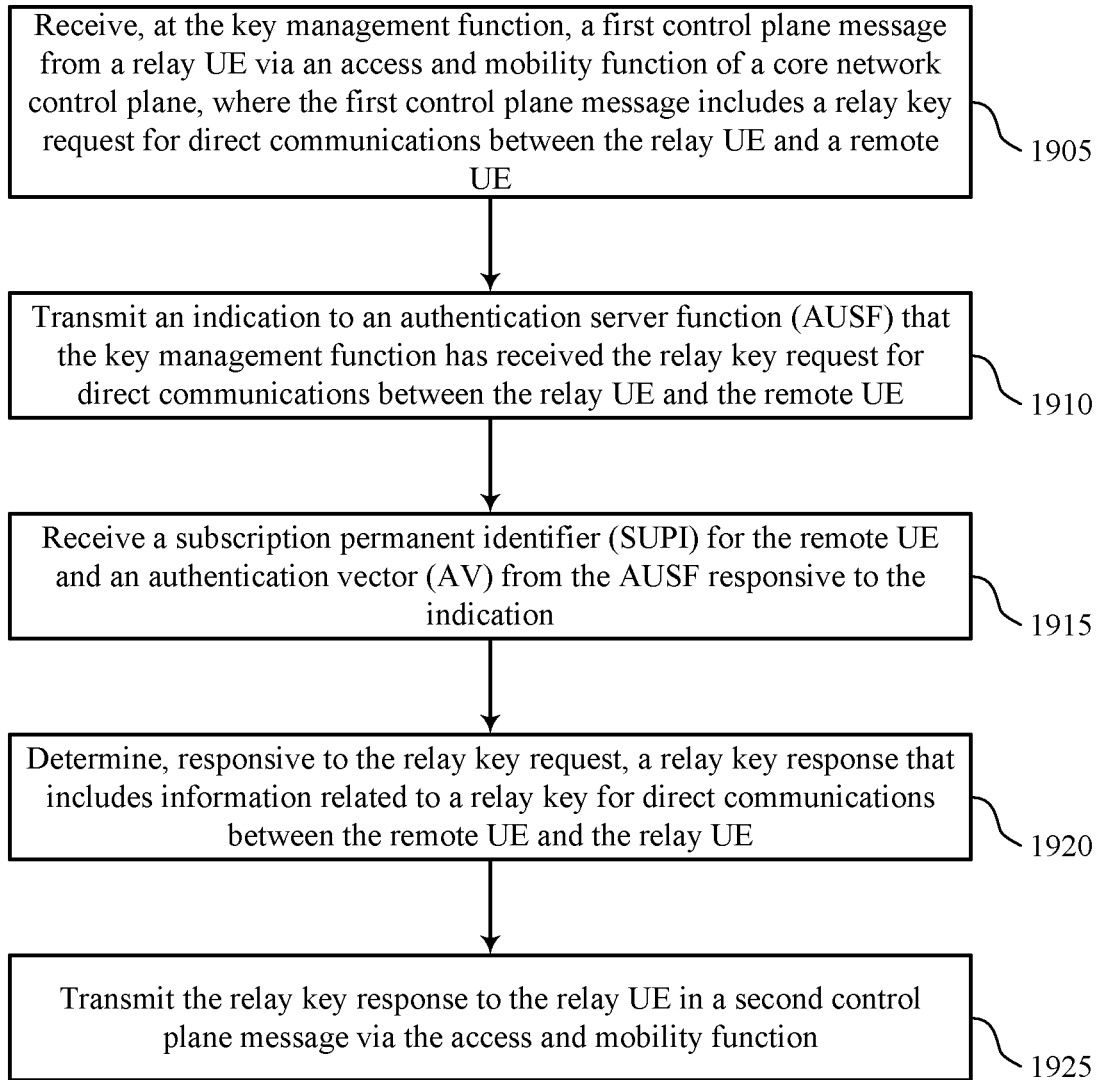 Receive, at the key management function, a first control plane message
from a relay UE via an access and mobility function of a core network
control plane, where the first control plane message includes a relay key
request for direct communications between the relay UE and a remote
UE
1905
Transmit an indication to an authentication server function (AUSF) that
the key management function has received the relay key request for
direct communications between the relay UE and the remote UE
1910
Receive a subscription permanent identifier (SUPI) for the remote UE
and an authentication vector (AV) from the AUSF responsive to the
indication
1915
Determine, responsive to the relay key request, a relay key response that
includes information related to a relay key for direct communications
between the remote UE and the relay UE
1920
Transmit the relay key response to the relay UE in a second control
plane message via the access and mobility function
1925